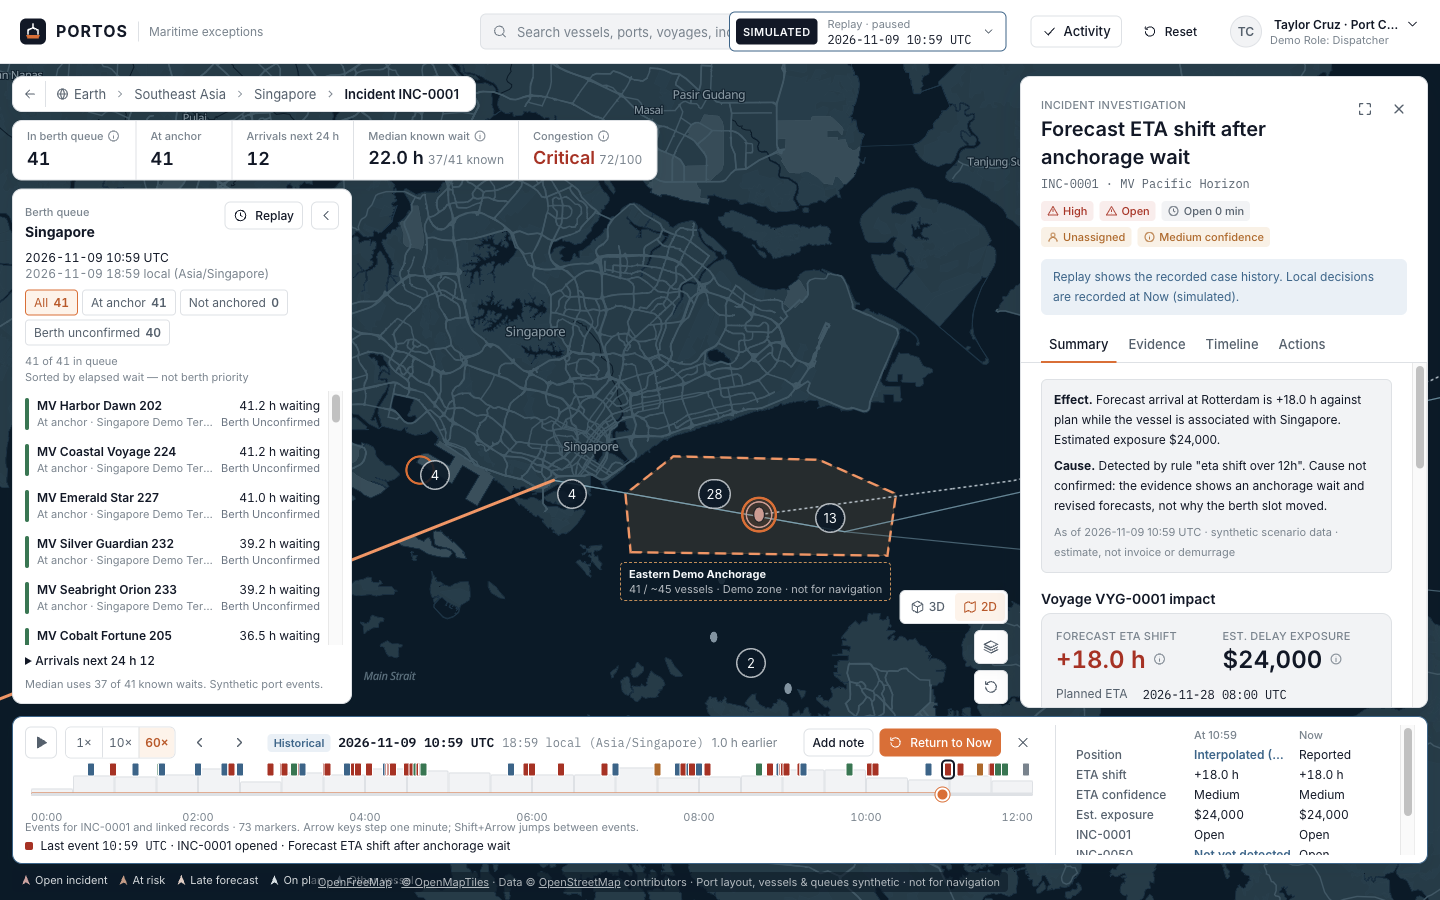 PORTOS
Maritime exceptions
Search vessels, ports, voyages, inc
SIMULATED
Replay · paused
2026-11-09 10:59 UTC
Activity
Reset
TC
Taylor Cruz · Port C...
Demo Role: Dispatcher
Earth
Southeast Asia
Singapore
Incident INC-0001
In berth queue
41
At anchor
41
Arrivals next 24 h
12
Median known wait
22.0 h 37/41 known
Congestion
Critical 72/100
Berth queue
Singapore
Replay
2026-11-09 10:59 UTC
2026-11-09 18:59 local (Asia/Singapore)
All 41
At anchor 41
Not anchored 0
Berth unconfirmed 40
41 of 41 in queue
Sorted by elapsed wait — not berth priority
MV Harbor Dawn 202 41.2 h waiting
At anchor · Singapore Demo Ter... Berth Unconfirmed
MV Coastal Voyage 224 41.2 h waiting
At anchor · Singapore Demo Ter... Berth Unconfirmed
MV Emerald Star 227 41.0 h waiting
At anchor · Singapore Demo Ter... Berth Unconfirmed
MV Silver Guardian 232 39.2 h waiting
At anchor · Singapore Demo Ter... Berth Unconfirmed
MV Seabright Orion 233 39.2 h waiting
At anchor · Singapore Demo Ter... Berth Unconfirmed
MV Cobalt Fortune 205 36.5 h waiting
Arrivals next 24 h 12
Median uses 37 of 41 known waits. Synthetic port events.
Pulai
Pasir Gudang
Masai
Singapore
Singapore
4
4
28
13
Eastern Demo Anchorage
41 / ~45 vessels · Demo zone · not for navigation
2
Main Strait
3D
2D
INCIDENT INVESTIGATION
Forecast ETA shift after
anchorage wait
INC-0001 · MV Pacific Horizon
High
Open
Open 0 min
Unassigned
Medium confidence
Replay shows the recorded case history. Local decisions
are recorded at Now (simulated).
Summary
Evidence
Timeline
Actions
Effect. Forecast arrival at Rotterdam is +18.0 h against
plan while the vessel is associated with Singapore.
Estimated exposure $24,000.
Cause. Detected by rule "eta shift over 12h". Cause not
confirmed: the evidence shows an anchorage wait and
revised forecasts, not why the berth slot moved.
As of 2026-11-09 10:59 UTC · synthetic scenario data ·
estimate, not invoice or demurrage
Voyage VYG-0001 impact
FORECAST ETA SHIFT
+18.0 h
EST. DELAY EXPOSURE
$24,000
Planned ETA 2026-11-28 08:00 UTC
1×
10×
60×
Historical
2026-11-09 10:59 UTC
18:59 local (Asia/Singapore)
1.0 h earlier
Add note
Return to Now
00:00
02:00
04:00
06:00
08:00
10:00
12:00
Events for INC-0001 and linked records · 73 markers. Arrow keys step one minute; Shift+Arrow jumps between events.
Last event 10:59 UTC · INC-0001 opened · Forecast ETA shift after anchorage wait
At 10:59 Now
Position Interpolated (... Reported
ETA shift +18.0 h +18.0 h
ETA confidence Medium Medium
Est. exposure $24,000 $24,000
INC-0001 Open Open
INC-0050 Not yet detected Open
Open incident
At risk
Late forecast
On pl
OpenFreeMap · © OpenMapTiles · Data © OpenStreetMap contributors · Port layout, vessels & queues synthetic · not for navigation